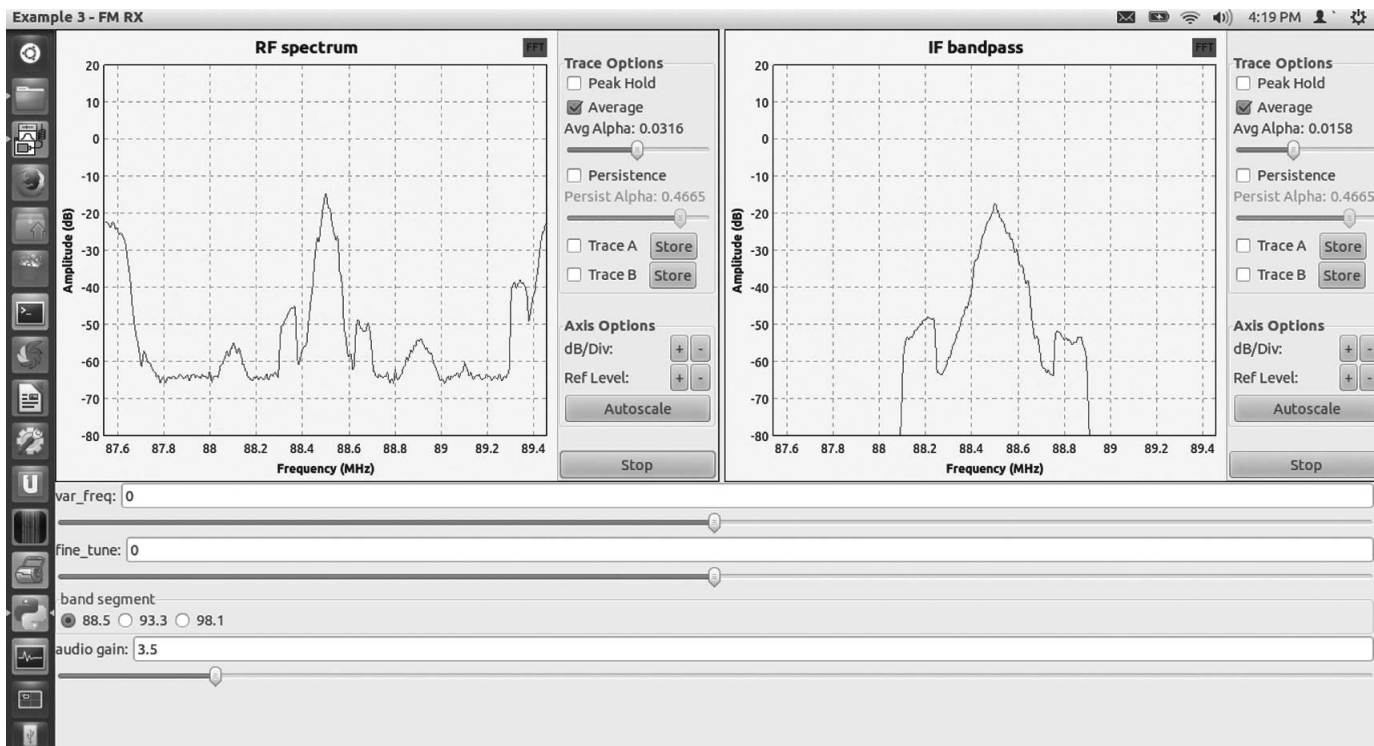 Example 3 - FM RX
4:19 PM
RF spectrum
FFT
20
10
0
-10
-20
-30
-40
-50
-60
-70
-80
Amplitude (dB)
87.6 87.8 88 88.2 88.4 88.6 88.8 89 89.2 89.4
Frequency (MHz)
Trace Options
Peak Hold
Average
Avg Alpha: 0.0316
Persistence
Persist Alpha: 0.4665
Trace A Store
Trace B Store
Axis Options
dB/Div: + -
Ref Level: + -
Autoscale
Stop
IF bandpass
FFT
20
10
0
-10
-20
-30
-40
-50
-60
-70
-80
Amplitude (dB)
87.6 87.8 88 88.2 88.4 88.6 88.8 89 89.2 89.4
Frequency (MHz)
Trace Options
Peak Hold
Average
Avg Alpha: 0.0158
Persistence
Persist Alpha: 0.4665
Trace A Store
Trace B Store
Axis Options
dB/Div: + -
Ref Level: + -
Autoscale
Stop
var_freq: 0
fine_tune: 0
band segment
88.5 93.3 98.1
audio gain: 3.5